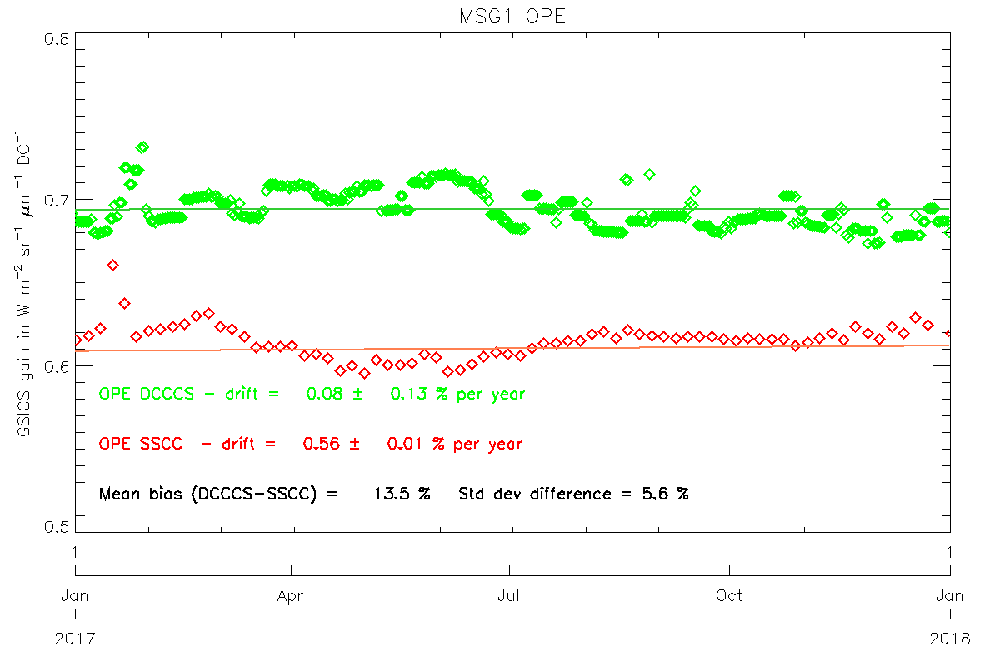 MSG1 OPE
0.8
0.7
0.6
0.5
GSICS gain in W m⁻² sr⁻¹ μm⁻¹ DC⁻¹
OPE DCCCS - drift = 0.08 ± 0.13 % per year
OPE SSCC - drift = 0.56 ± 0.01 % per year
Mean bias (DCCCS-SSCC) = 13.5 % Std dev difference = 5.6 %
1 1
Jan Apr Jul Oct Jan
2017 2018